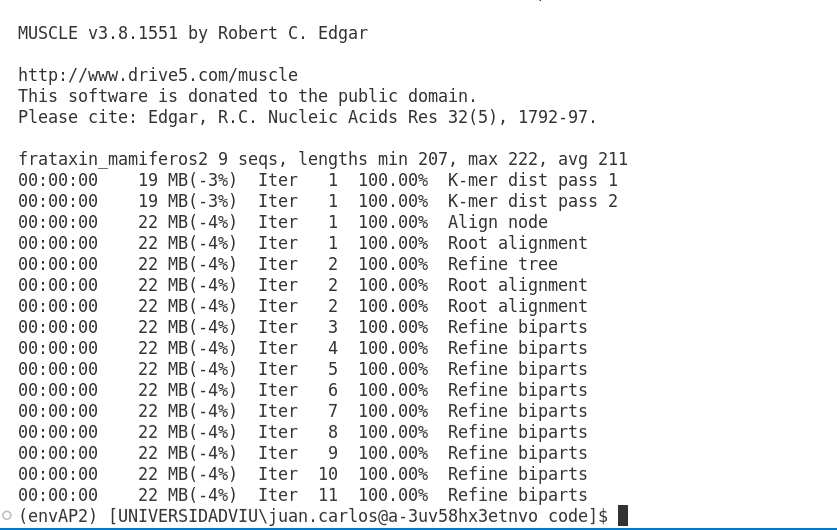 MUSCLE v3.8.1551 by Robert C. Edgar
http://www.drive5.com/muscle
This software is donated to the public domain.
Please cite: Edgar, R.C. Nucleic Acids Res 32(5), 1792-97.
frataxin_mamiferos2 9 seqs, lengths min 207, max 222, avg 211
00:00:00    19 MB(-3%)  Iter   1  100.00%  K-mer dist pass 1
00:00:00    19 MB(-3%)  Iter   1  100.00%  K-mer dist pass 2
00:00:00    22 MB(-4%)  Iter   1  100.00%  Align node
00:00:00    22 MB(-4%)  Iter   1  100.00%  Root alignment
00:00:00    22 MB(-4%)  Iter   2  100.00%  Refine tree
00:00:00    22 MB(-4%)  Iter   2  100.00%  Root alignment
00:00:00    22 MB(-4%)  Iter   2  100.00%  Root alignment
00:00:00    22 MB(-4%)  Iter   3  100.00%  Refine biparts
00:00:00    22 MB(-4%)  Iter   4  100.00%  Refine biparts
00:00:00    22 MB(-4%)  Iter   5  100.00%  Refine biparts
00:00:00    22 MB(-4%)  Iter   6  100.00%  Refine biparts
00:00:00    22 MB(-4%)  Iter   7  100.00%  Refine biparts
00:00:00    22 MB(-4%)  Iter   8  100.00%  Refine biparts
00:00:00    22 MB(-4%)  Iter   9  100.00%  Refine biparts
00:00:00    22 MB(-4%)  Iter  10  100.00%  Refine biparts
00:00:00    22 MB(-4%)  Iter  11  100.00%  Refine biparts
(envAP2) [UNIVERSIDADVIU\juan.carlos@a-3uv58hx3etnvo code]$